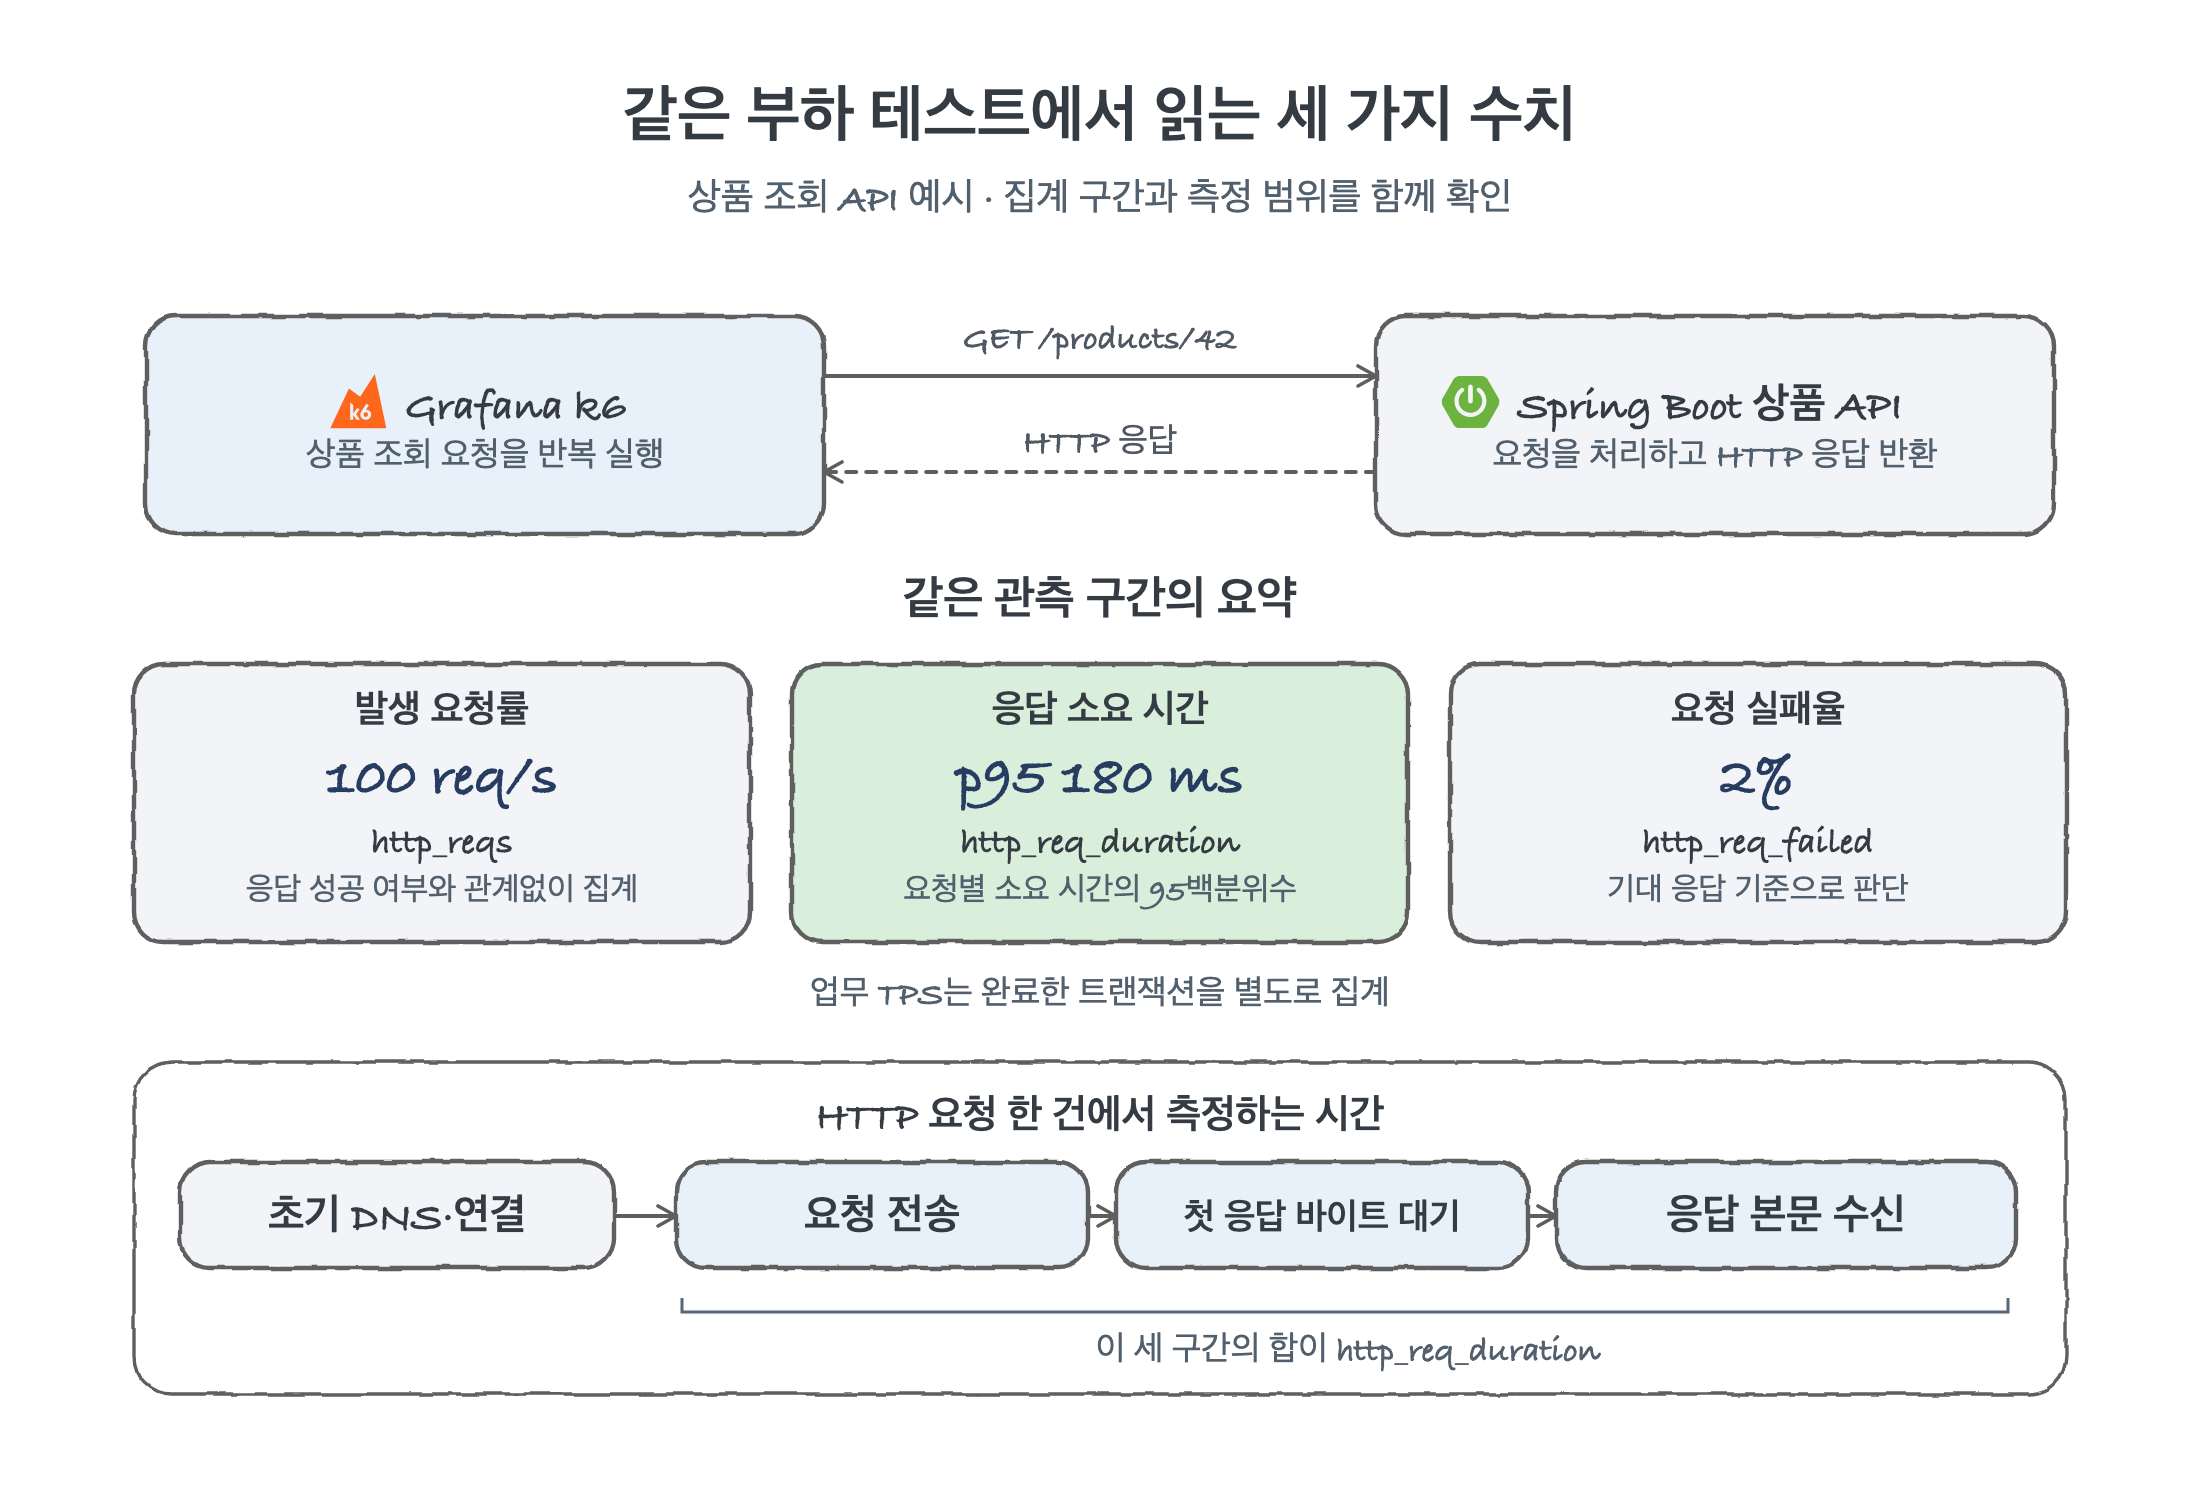 같은 부하 테스트에서 읽는 세 가지 수치
상품 조회 API 예시 · 집계 구간과 측정 범위를 함께 확인
k6 Grafana k6
상품 조회 요청을 반복 실행
GET /products/42
HTTP 응답
Spring Boot 상품 API
요청을 처리하고 HTTP 응답 반환
같은 관측 구간의 요약
발생 요청률
100 req/s
http_reqs
응답 성공 여부와 관계없이 집계
응답 소요 시간
p95 180 ms
http_req_duration
요청별 소요 시간의 95백분위수
요청 실패율
2%
http_req_failed
기대 응답 기준으로 판단
업무 TPS는 완료한 트랜잭션을 별도로 집계
HTTP 요청 한 건에서 측정하는 시간
초기 DNS·연결
요청 전송
첫 응답 바이트 대기
응답 본문 수신
이 세 구간의 합이 http_req_duration